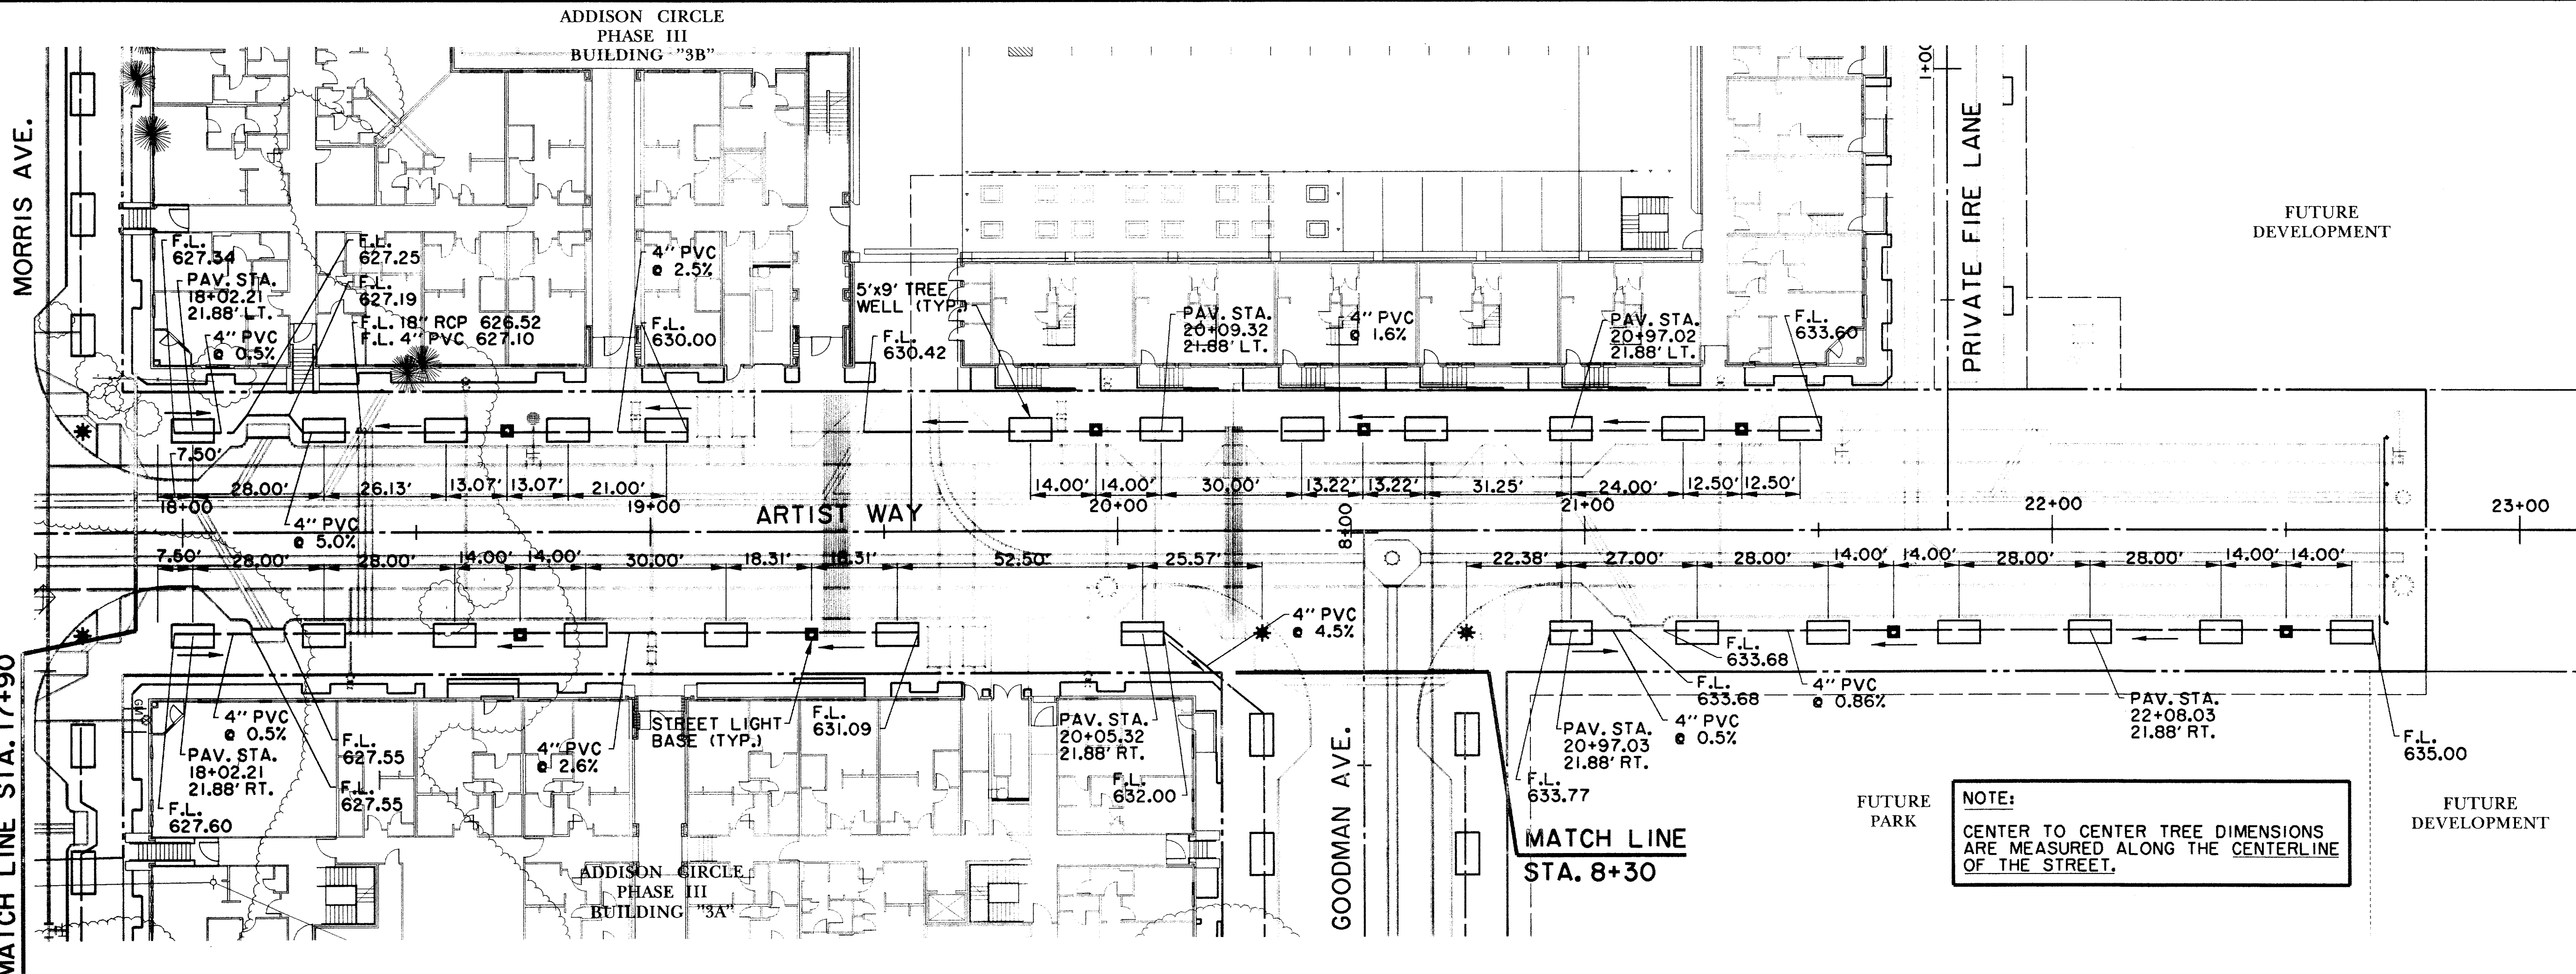 ADDISON CIRCLE
PHASE III
BUILDING "3B"
MORRIS AVE.
1+00
PRIVATE FIRE LANE
FUTURE
DEVELOPMENT
F.L.
627.34
PAV. STA.
18+02.21
21.88' LT.
4" PVC
@ 0.5%
F.L.
627.25
F.L.
627.19
F.L. 18" RCP 626.52
F.L. 4" PVC 627.10
4" PVC
@ 2.5%
F.L.
630.00
5'x9' TREE
WELL (TYP.)
F.L.
630.42
PAV. STA.
20+09.32
21.88' LT.
4" PVC
@ 1.6%
PAV. STA.
20+97.02
21.88' LT.
F.L.
633.60
7.50'
28.00'
26.13'
13.07'
13.07'
21.00'
14.00'
14.00'
30.00'
13.22'
13.22'
31.25'
24.00'
12.50'
12.50'
18+00
19+00
ARTIST WAY
20+00
8+00
21+00
22+00
23+00
4" PVC
@ 5.0%
7.50'
28.00'
28.00'
14.00'
14.00'
30.00'
18.31'
18.31'
52.50'
25.57'
22.38'
27.00'
28.00'
14.00'
14.00'
28.00'
28.00'
14.00'
14.00'
4" PVC
@ 4.5%
MATCH LINE STA. 17+90
4" PVC
@ 0.5%
PAV. STA.
18+02.21
21.88' RT.
F.L.
627.60
F.L.
627.55
F.L.
627.55
4" PVC
@ 2.6%
STREET LIGHT
BASE (TYP.)
F.L.
631.09
PAV. STA.
20+05.32
21.88' RT.
F.L.
632.00
GOODMAN AVE.
F.L.
633.68
F.L.
633.68
4" PVC
@ 0.86%
PAV. STA.
20+97.03
21.88' RT.
4" PVC
@ 0.5%
F.L.
633.77
PAV. STA.
22+08.03
21.88' RT.
F.L.
635.00
MATCH LINE
STA. 8+30
FUTURE
PARK
NOTE:
CENTER TO CENTER TREE DIMENSIONS
ARE MEASURED ALONG THE CENTERLINE
OF THE STREET.
FUTURE
DEVELOPMENT
ADDISON CIRCLE
PHASE III
BUILDING "3A"